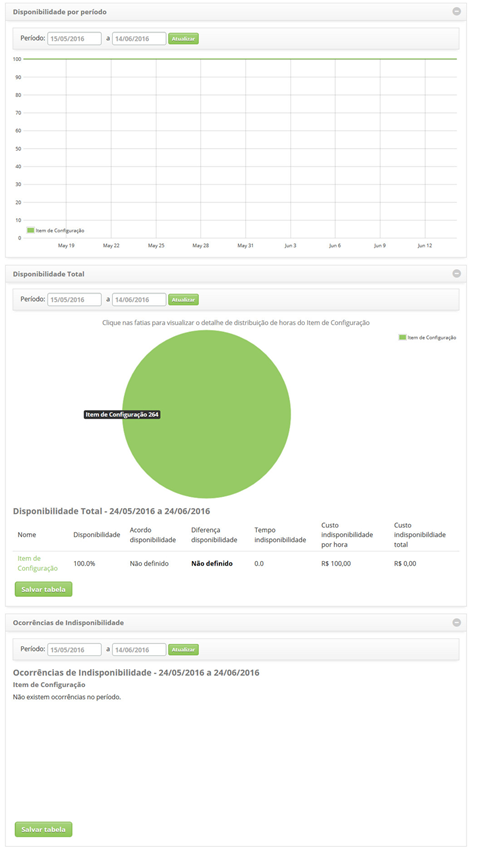 Disponibilidade por período
Período: 15/05/2016 a 14/06/2016 Atualizar
100
90
80
70
60
50
40
30
20
10
0
Item de Configuração
May 19 May 22 May 25 May 28 May 31 Jun 3 Jun 6 Jun 9 Jun 12
Disponibilidade Total
Período: 15/05/2016 a 14/06/2016 Atualizar
Clique nas fatias para visualizar o detalhe de distribuição de horas do Item de Configuração
Item de Configuração
Item de Configuração 264
Disponibilidade Total - 24/05/2016 a 24/06/2016
Nome Disponibilidade Acordo disponibilidade Diferença disponibilidade Tempo indisponibilidade Custo indisponibilidade por hora Custo indisponibilidade total
Item de Configuração 100.0% Não definido Não definido 0.0 R$ 100,00 R$ 0,00
Salvar tabela
Ocorrências de Indisponibilidade
Período: 15/05/2016 a 14/06/2016 Atualizar
Ocorrências de Indisponibilidade - 24/05/2016 a 24/06/2016
Item de Configuração
Não existem ocorrências no período.
Salvar tabela